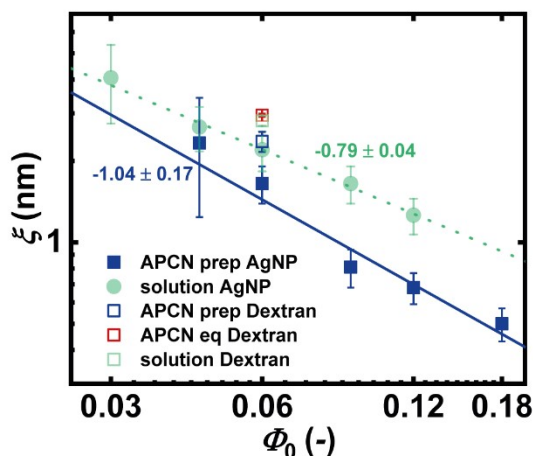 ξ (nm)
1
-1.04 ± 0.17
-0.79 ± 0.04
APCN prep AgNP
solution AgNP
APCN prep Dextran
APCN eq Dextran
solution Dextran
0.03 0.06 0.12 0.18
Φ0 (-)